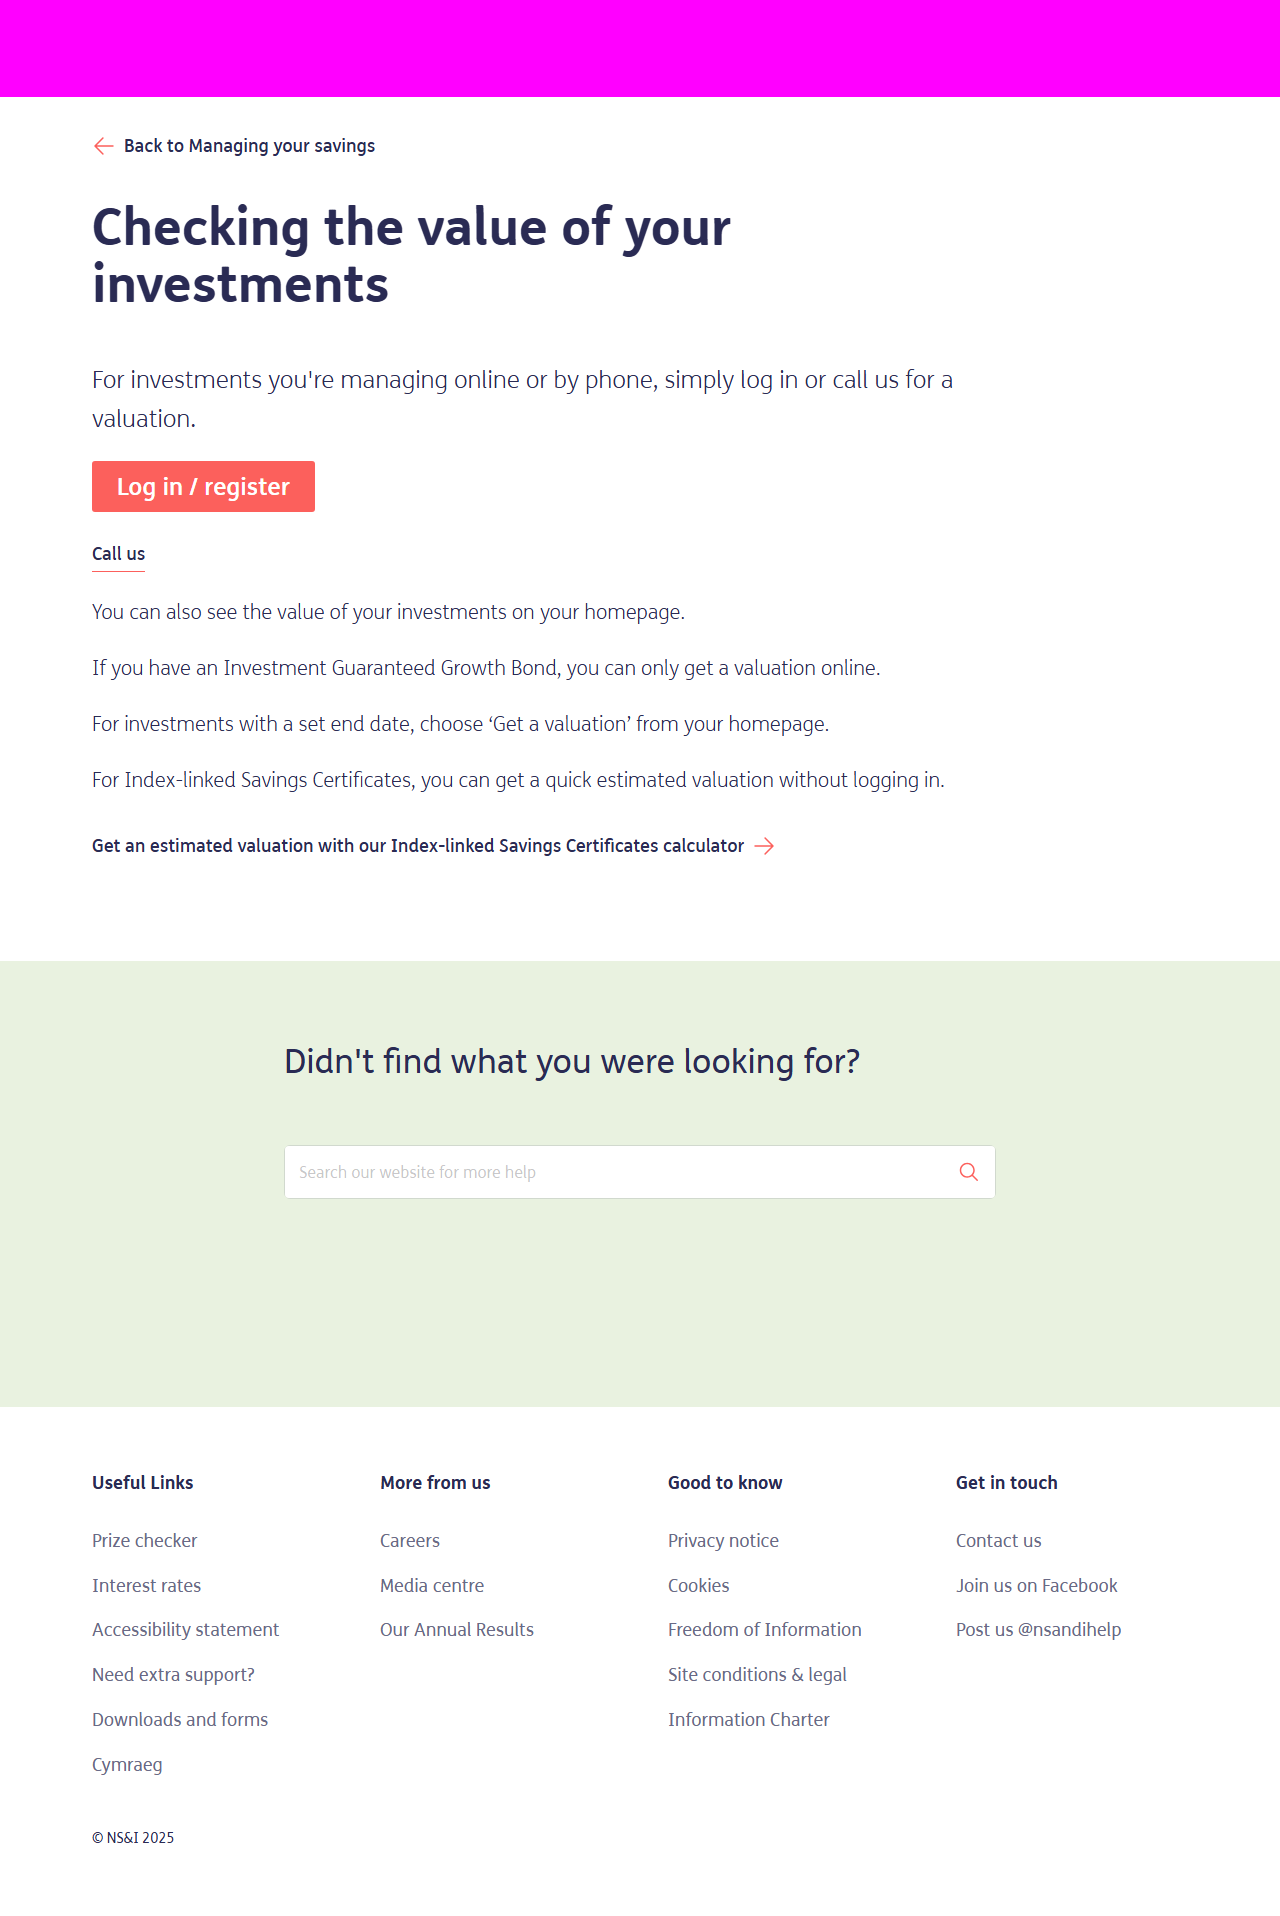 Back to Managing your savings
Checking the value of your
investments
For investments you're managing online or by phone, simply log in or call us for a
valuation.
Log in / register
Call us
You can also see the value of your investments on your homepage.
If you have an Investment Guaranteed Growth Bond, you can only get a valuation online.
For investments with a set end date, choose ‘Get a valuation’ from your homepage.
For Index-linked Savings Certificates, you can get a quick estimated valuation without logging in.
Get an estimated valuation with our Index-linked Savings Certificates calculator
Didn't find what you were looking for?
Search our website for more help
Useful Links
Prize checker
Interest rates
Accessibility statement
Need extra support?
Downloads and forms
Cymraeg
More from us
Careers
Media centre
Our Annual Results
Good to know
Privacy notice
Cookies
Freedom of Information
Site conditions & legal
Information Charter
Get in touch
Contact us
Join us on Facebook
Post us @nsandihelp
© NS&I 2025